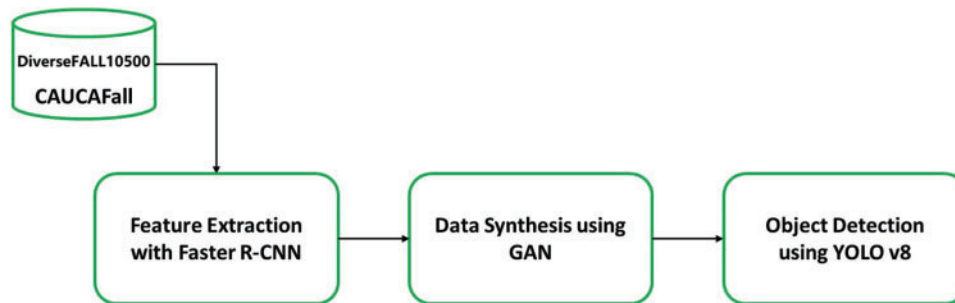 DiverseFALL10500
CAUCAFall
Feature Extraction
with Faster R-CNN
Data Synthesis using
GAN
Object Detection
using YOLO v8